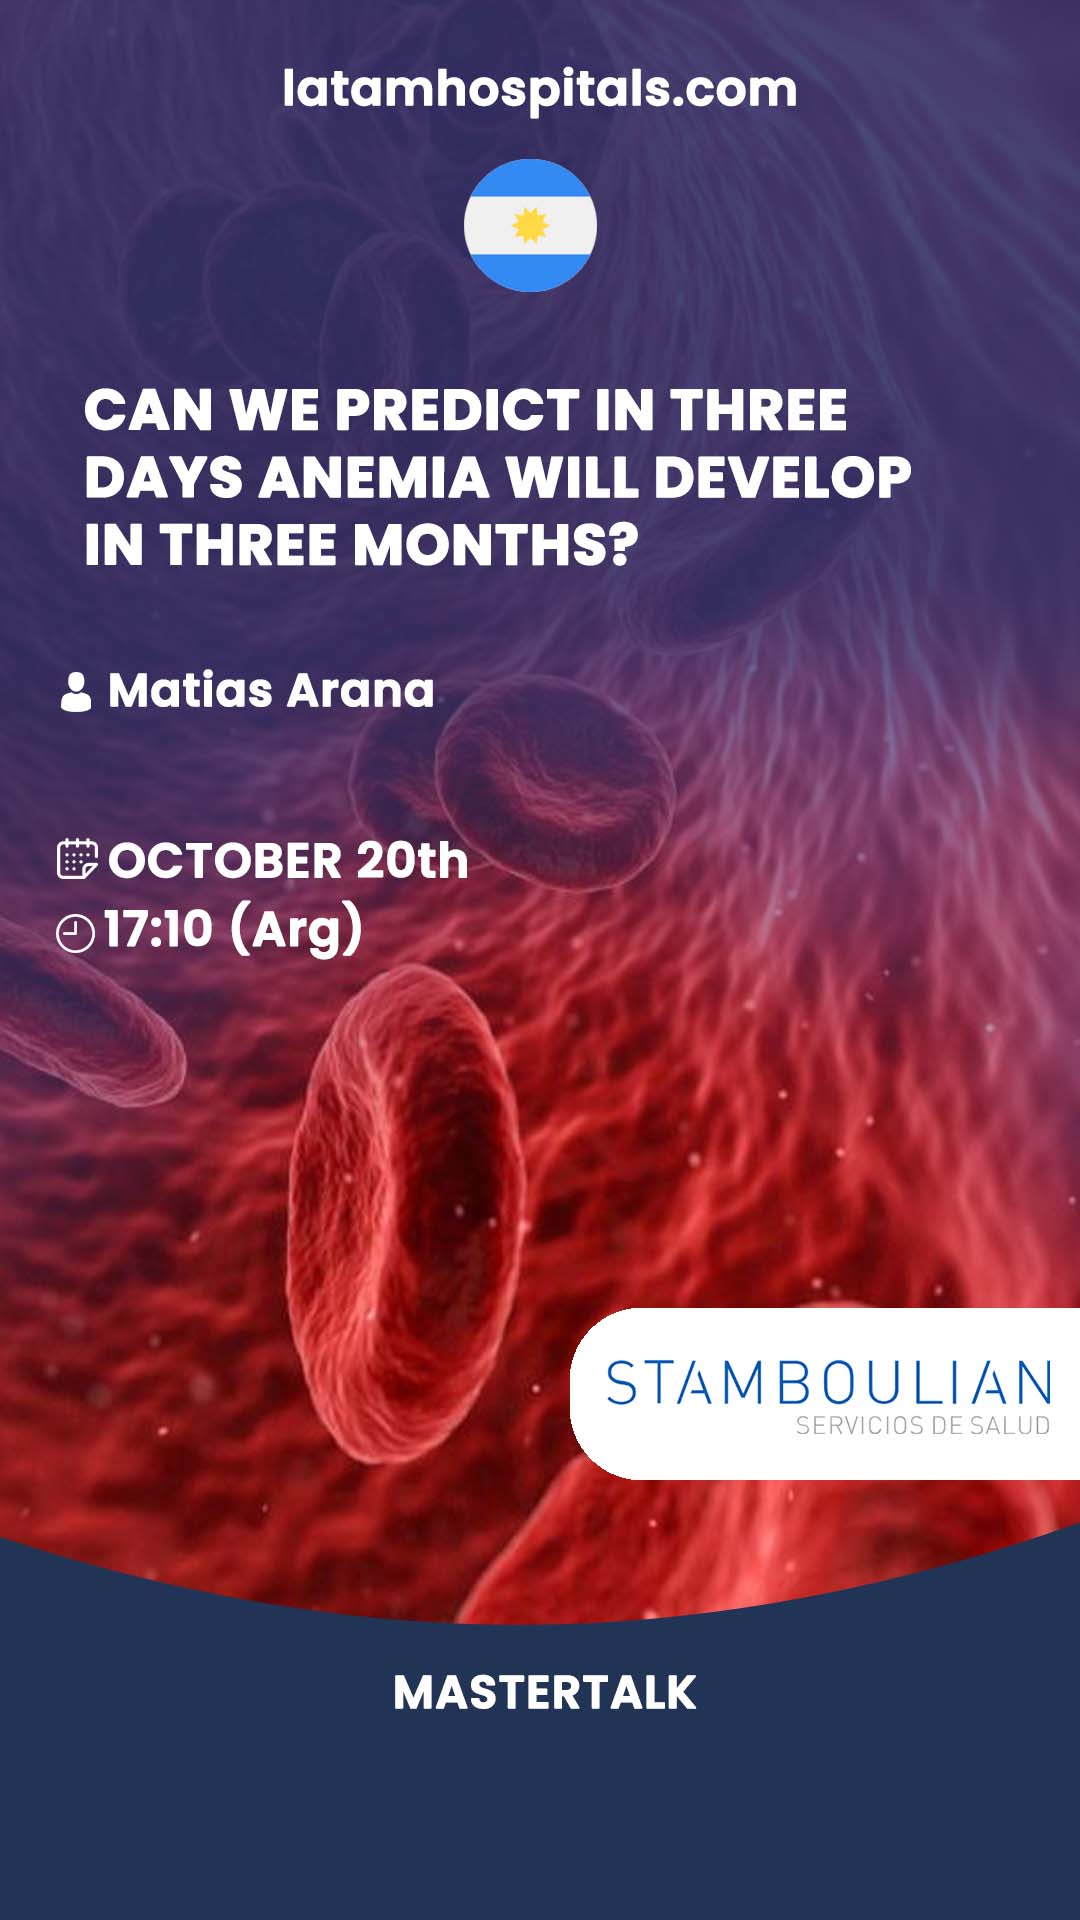 latamhospitals.com
CAN WE PREDICT IN THREE
DAYS ANEMIA WILL DEVELOP
IN THREE MONTHS?
Matias Arana
OCTOBER 20th
17:10 (Arg)
STAMBOULIAN
SERVICIOS DE SALUD
MASTERTALK